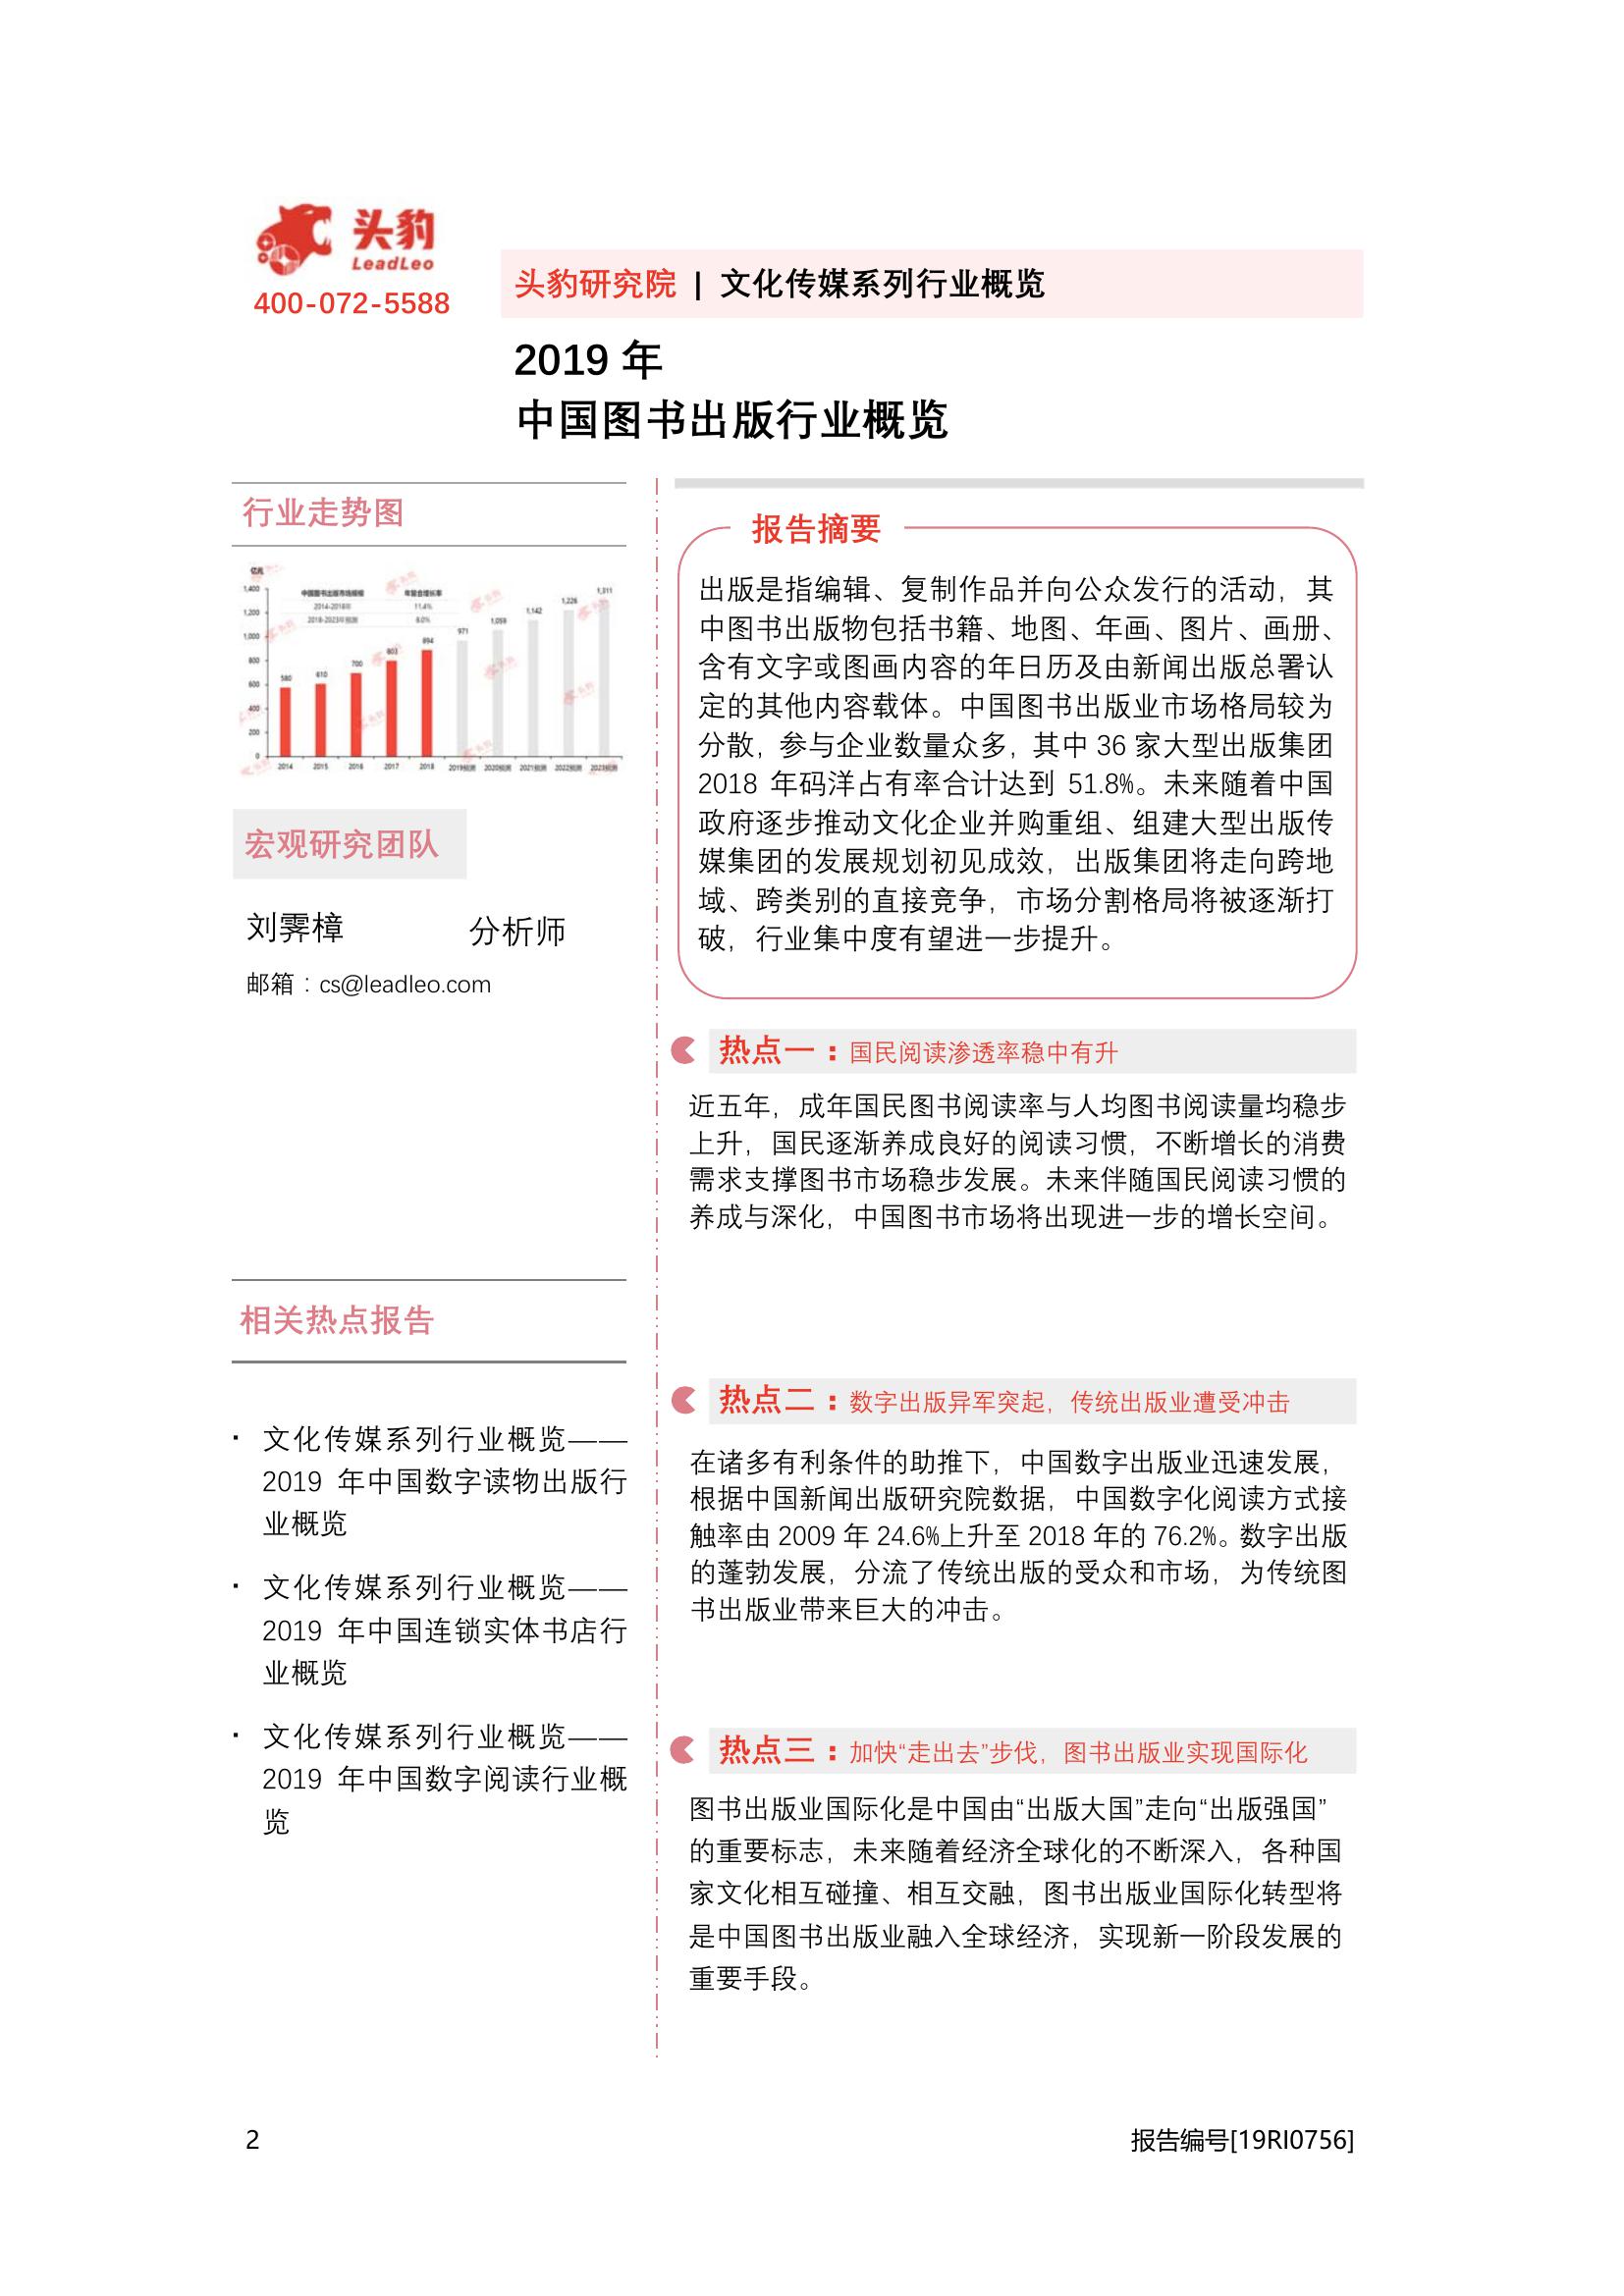 头豹
LeadLeo
400-072-5588
头豹研究院 | 文化传媒系列行业概览
2019 年
中国图书出版行业概览
行业走势图
亿元
中国图书出版市场规模 年复合增长率
2014-2018年 11.4%
2018-2023年预测 8.0%
1,400
1,200
1,000
800
600
400
200
0
580
610
700
803
894
971
1,059
1,142
1,226
1,311
2014 2015 2016 2017 2018 2019预测 2020预测 2021预测 2022预测 2023预测
宏观研究团队
刘霁樟 分析师
邮箱：cs@leadleo.com
相关热点报告
· 文化传媒系列行业概览——
2019 年中国数字读物出版行
业概览
· 文化传媒系列行业概览——
2019 年中国连锁实体书店行
业概览
· 文化传媒系列行业概览——
2019 年中国数字阅读行业概
览
报告摘要
出版是指编辑、复制作品并向公众发行的活动，其
中图书出版物包括书籍、地图、年画、图片、画册、
含有文字或图画内容的年日历及由新闻出版总署认
定的其他内容载体。中国图书出版业市场格局较为
分散，参与企业数量众多，其中 36 家大型出版集团
2018 年码洋占有率合计达到 51.8%。未来随着中国
政府逐步推动文化企业并购重组、组建大型出版传
媒集团的发展规划初见成效，出版集团将走向跨地
域、跨类别的直接竞争，市场分割格局将被逐渐打
破，行业集中度有望进一步提升。
热点一：国民阅读渗透率稳中有升
近五年，成年国民图书阅读率与人均图书阅读量均稳步
上升，国民逐渐养成良好的阅读习惯，不断增长的消费
需求支撑图书市场稳步发展。未来伴随国民阅读习惯的
养成与深化，中国图书市场将出现进一步的增长空间。
热点二：数字出版异军突起，传统出版业遭受冲击
在诸多有利条件的助推下，中国数字出版业迅速发展，
根据中国新闻出版研究院数据，中国数字化阅读方式接
触率由 2009 年 24.6%上升至 2018 年的 76.2%。数字出版
的蓬勃发展，分流了传统出版的受众和市场，为传统图
书出版业带来巨大的冲击。
热点三：加快“走出去”步伐，图书出版业实现国际化
图书出版业国际化是中国由“出版大国”走向“出版强国”
的重要标志，未来随着经济全球化的不断深入，各种国
家文化相互碰撞、相互交融，图书出版业国际化转型将
是中国图书出版业融入全球经济，实现新一阶段发展的
重要手段。
2
报告编号[19RI0756]